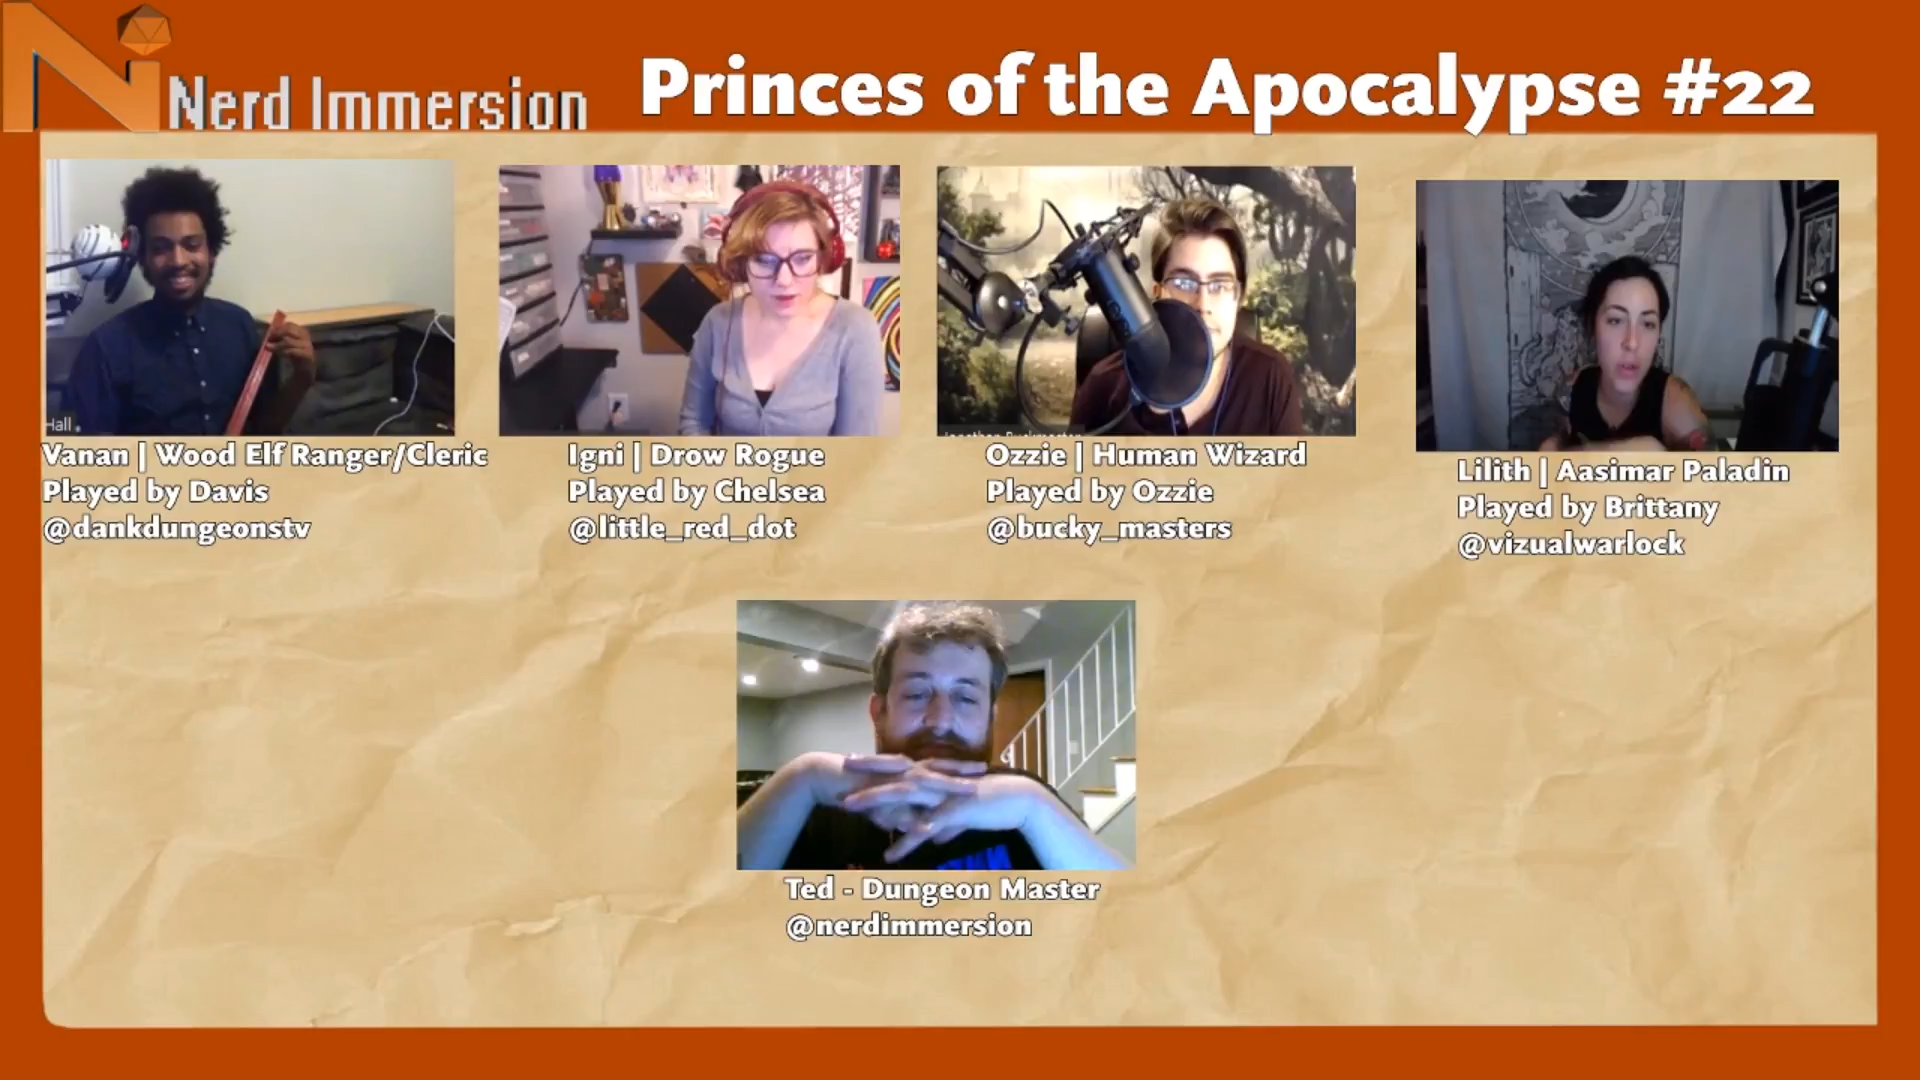 Nerd Immersion
Princes of the Apocalypse #22
Hall
Vanan | Wood Elf Ranger/Cleric
Played by Davis
@dankdungeonstv
Igni | Drow Rogue
Played by Chelsea
@little_red_dot
Ozzie | Human Wizard
Played by Ozzie
@bucky_masters
Lilith | Aasimar Paladin
Played by Brittany
@vizualwarlock
Ted - Dungeon Master
@nerdimmersion